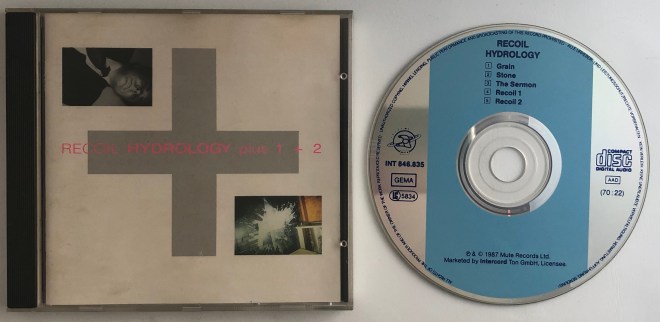 RECOIL HYDROLOGY plus 1 + 2
RECOIL
HYDROLOGY
1 Grain
2 Stone
3 The Sermon
4 Recoil 1
5 Recoil 2
INT 846.835
GEMA
LC 5834
COMPACT
disc
DIGITAL AUDIO
AAD
(70:22)
℗ & © 1987 Mute Records Ltd.
Marketed by Intercord Ton GmbH, Licensee.